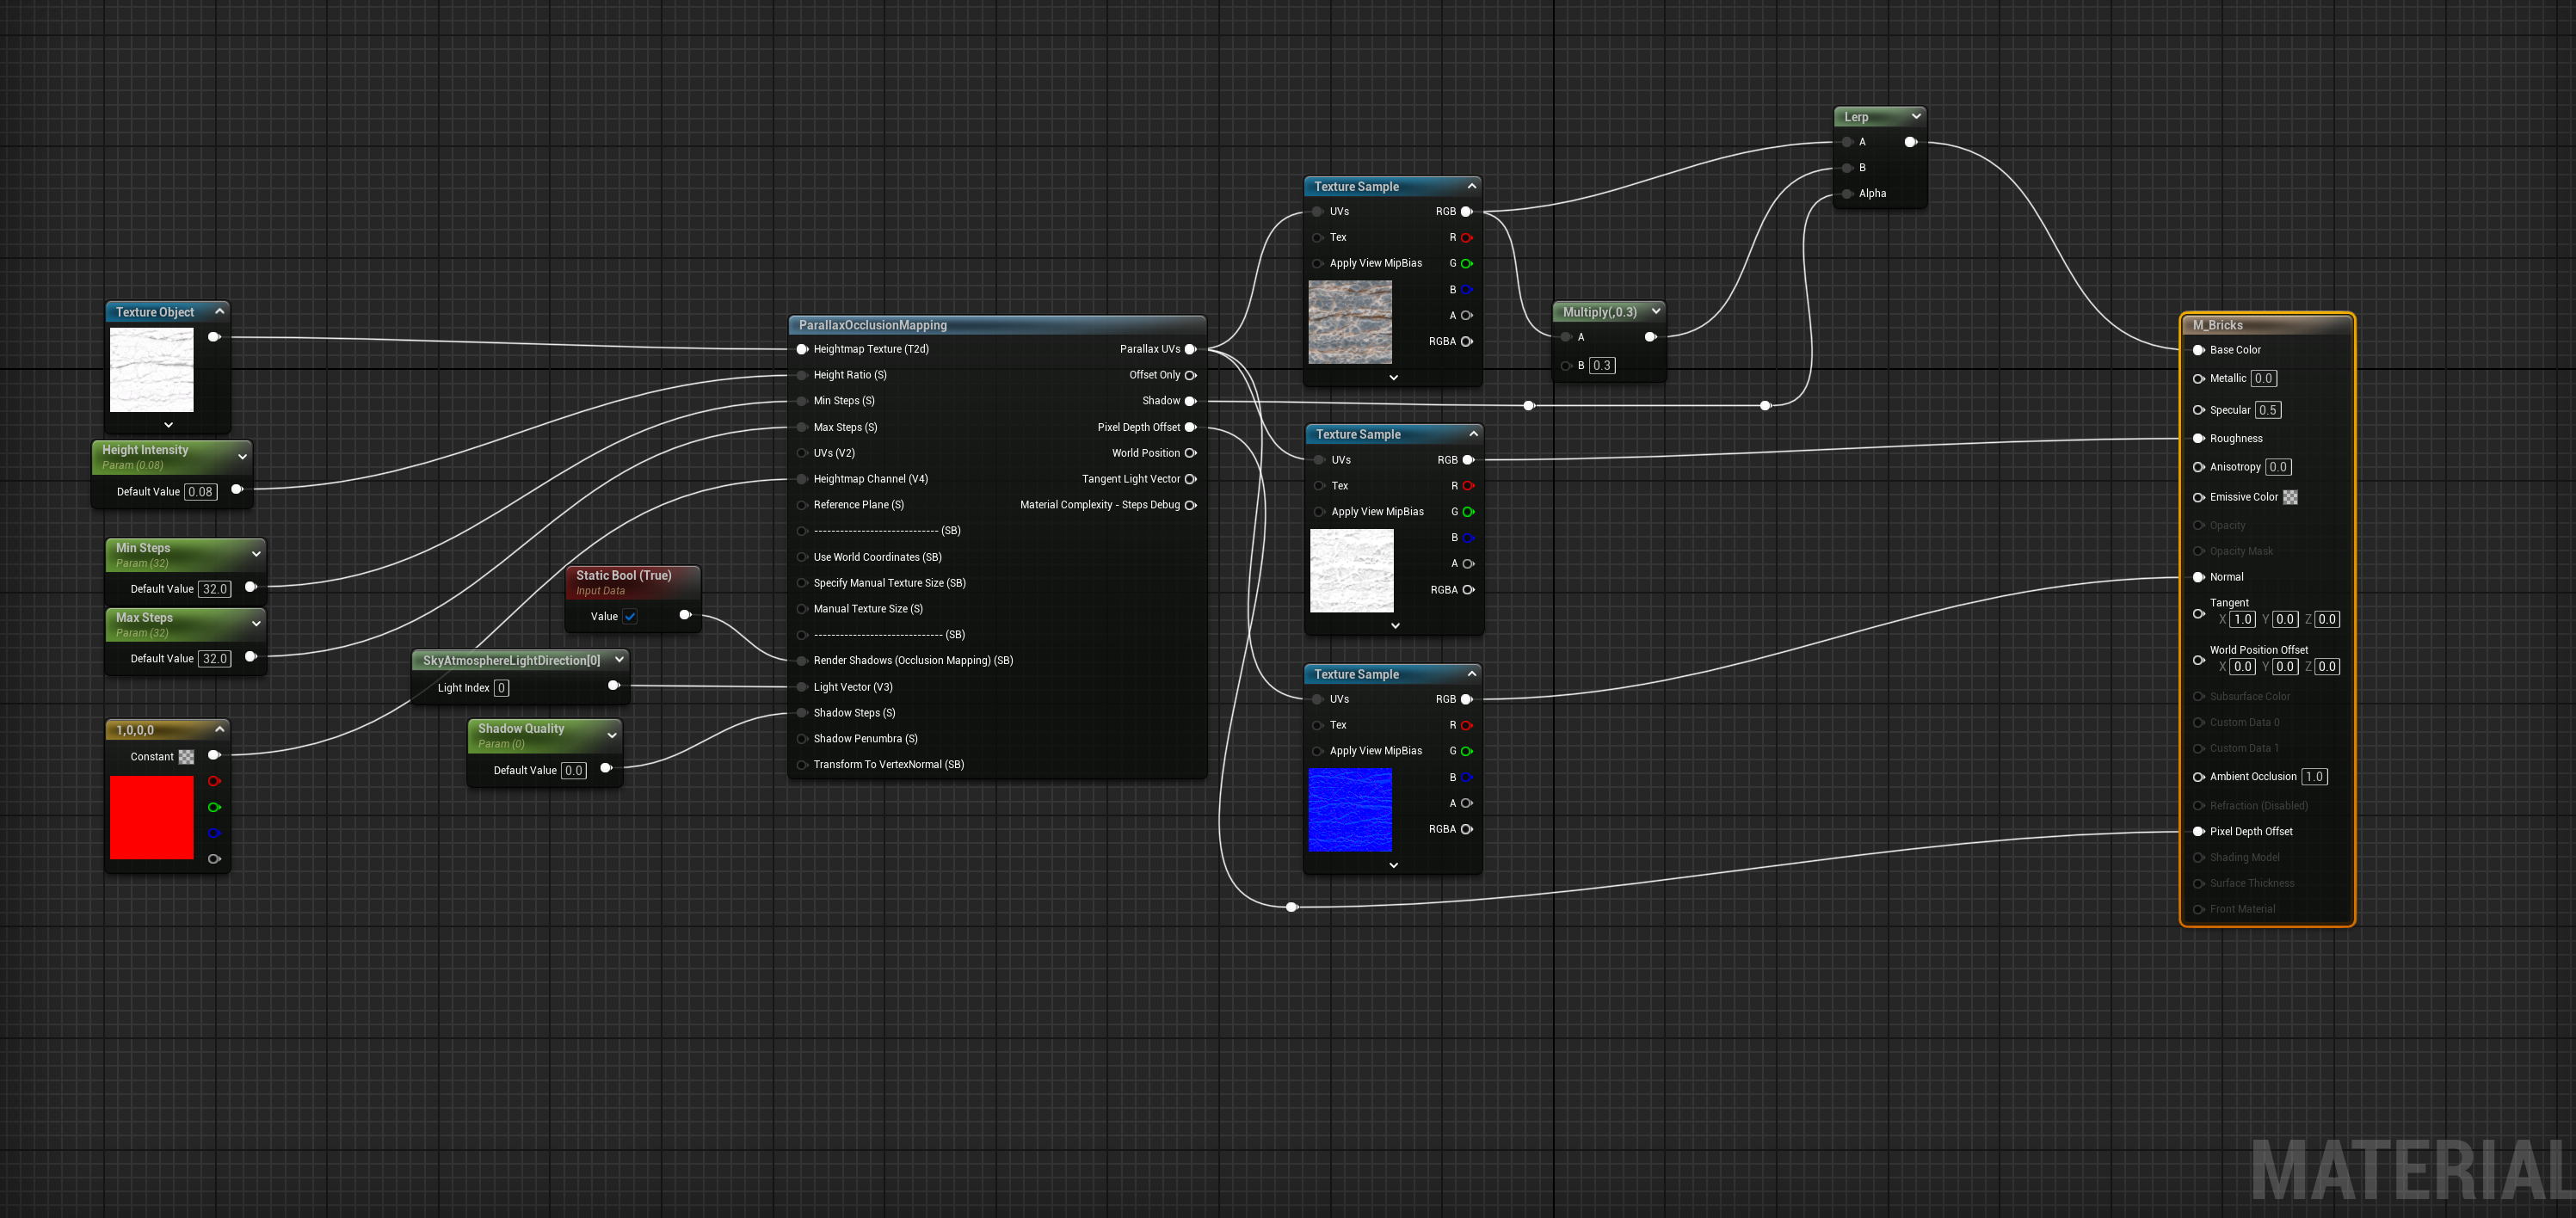 Texture Object
Height Intensity
Param (0.08)
Default Value 0.08
Min Steps
Param (32)
Default Value 32.0
Max Steps
Param (32)
Default Value 32.0
1,0,0,0
Constant
Static Bool (True)
Input Data
Value
SkyAtmosphereLightDirection[0]
Light Index 0
Shadow Quality
Param (0)
Default Value 0.0
ParallaxOcclusionMapping
Heightmap Texture (T2d) Parallax UVs
Height Ratio (S) Offset Only
Min Steps (S) Shadow
Max Steps (S) Pixel Depth Offset
UVs (V2) World Position
Heightmap Channel (V4) Tangent Light Vector
Reference Plane (S) Material Complexity - Steps Debug
----------------------------- (SB)
Use World Coordinates (SB)
Specify Manual Texture Size (SB)
Manual Texture Size (S)
------------------------------ (SB)
Render Shadows (Occlusion Mapping) (SB)
Light Vector (V3)
Shadow Steps (S)
Shadow Penumbra (S)
Transform To VertexNormal (SB)
Texture Sample
UVs RGB
Tex R
Apply View MipBias G
B
A
RGBA
Texture Sample
UVs RGB
Tex R
Apply View MipBias G
B
A
RGBA
Texture Sample
UVs RGB
Tex R
Apply View MipBias G
B
A
RGBA
Multiply(,0.3)
A
B 0.3
Lerp
A
B
Alpha
M_Bricks
Base Color
Metallic 0.0
Specular 0.5
Roughness
Anisotropy 0.0
Emissive Color
Opacity
Opacity Mask
Normal
Tangent
X 1.0 Y 0.0 Z 0.0
World Position Offset
X 0.0 Y 0.0 Z 0.0
Subsurface Color
Custom Data 0
Custom Data 1
Ambient Occlusion 1.0
Refraction (Disabled)
Pixel Depth Offset
Shading Model
Surface Thickness
Front Material
MATERIAL